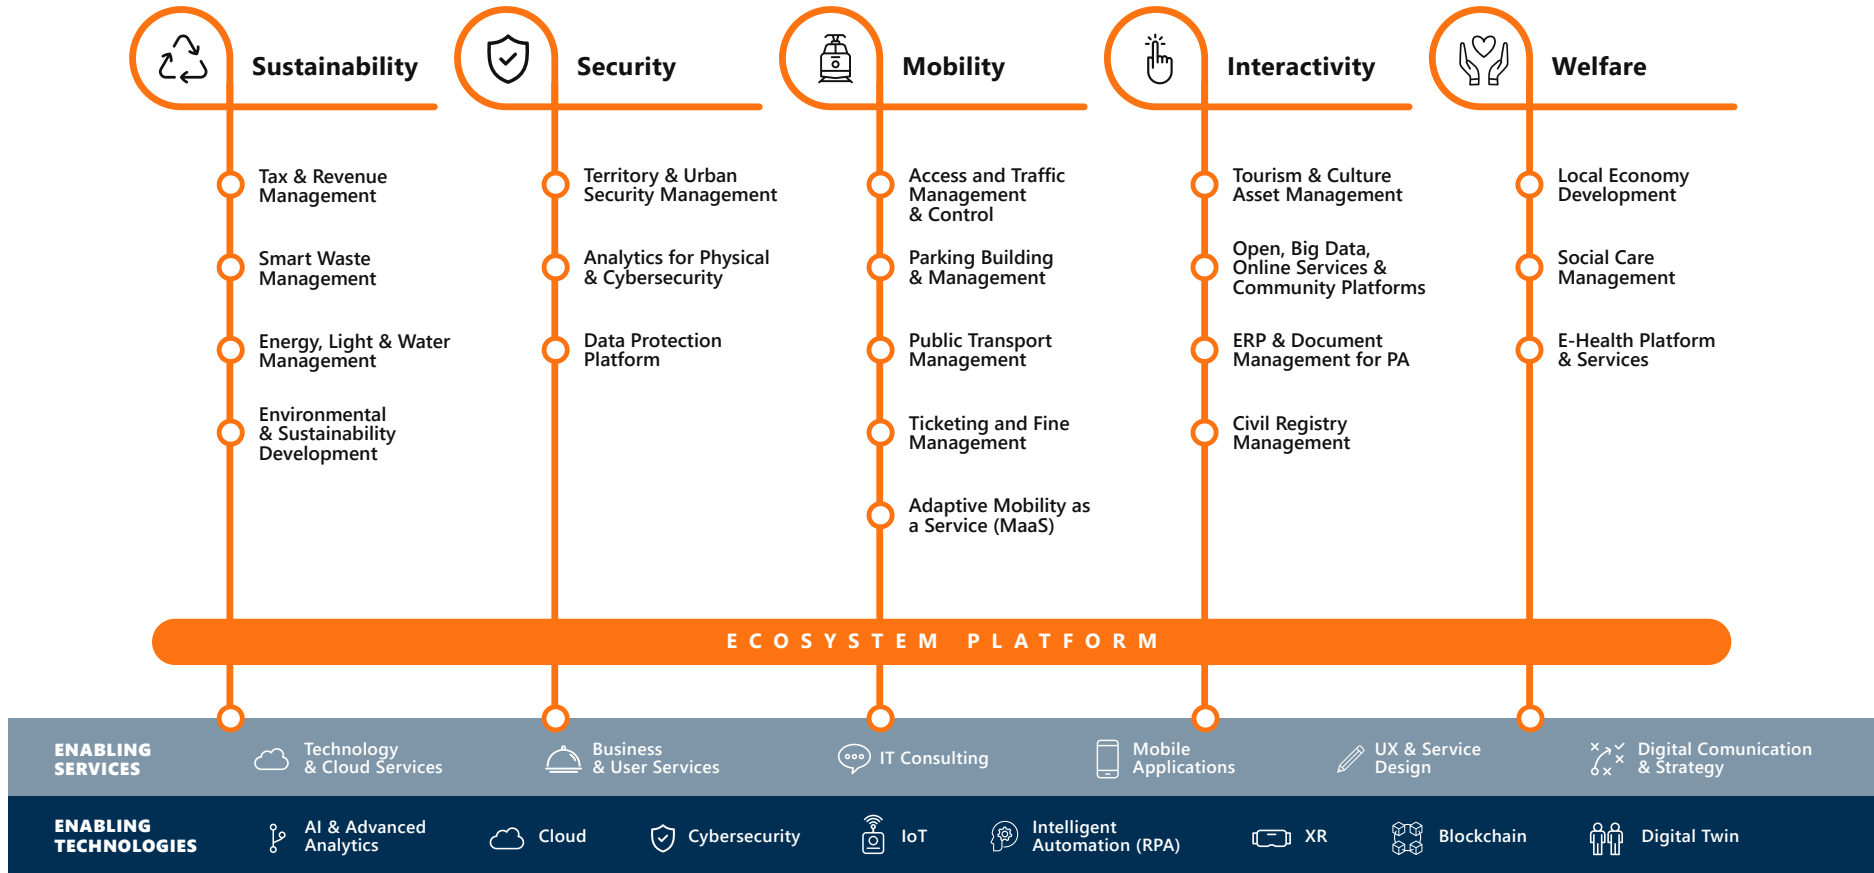 Sustainability
Tax & Revenue
Management
Smart Waste
Management
Energy, Light & Water
Management
Environmental
& Sustainability
Development
Security
Territory & Urban
Security Management
Analytics for Physical
& Cybersecurity
Data Protection
Platform
Mobility
Access and Traffic
Management
& Control
Parking Building
& Management
Public Transport
Management
Ticketing and Fine
Management
Adaptive Mobility as
a Service (MaaS)
Interactivity
Tourism & Culture
Asset Management
Open, Big Data,
Online Services &
Community Platforms
ERP & Document
Management for PA
Civil Registry
Management
Welfare
Local Economy
Development
Social Care
Management
E-Health Platform
& Services
ECOSYSTEM PLATFORM
ENABLING
SERVICES
Technology
& Cloud Services
Business
& User Services
IT Consulting
Mobile
Applications
UX & Service
Design
Digital Comunication
& Strategy
ENABLING
TECHNOLOGIES
AI & Advanced
Analytics
Cloud
Cybersecurity
IoT
Intelligent
Automation (RPA)
XR
Blockchain
Digital Twin